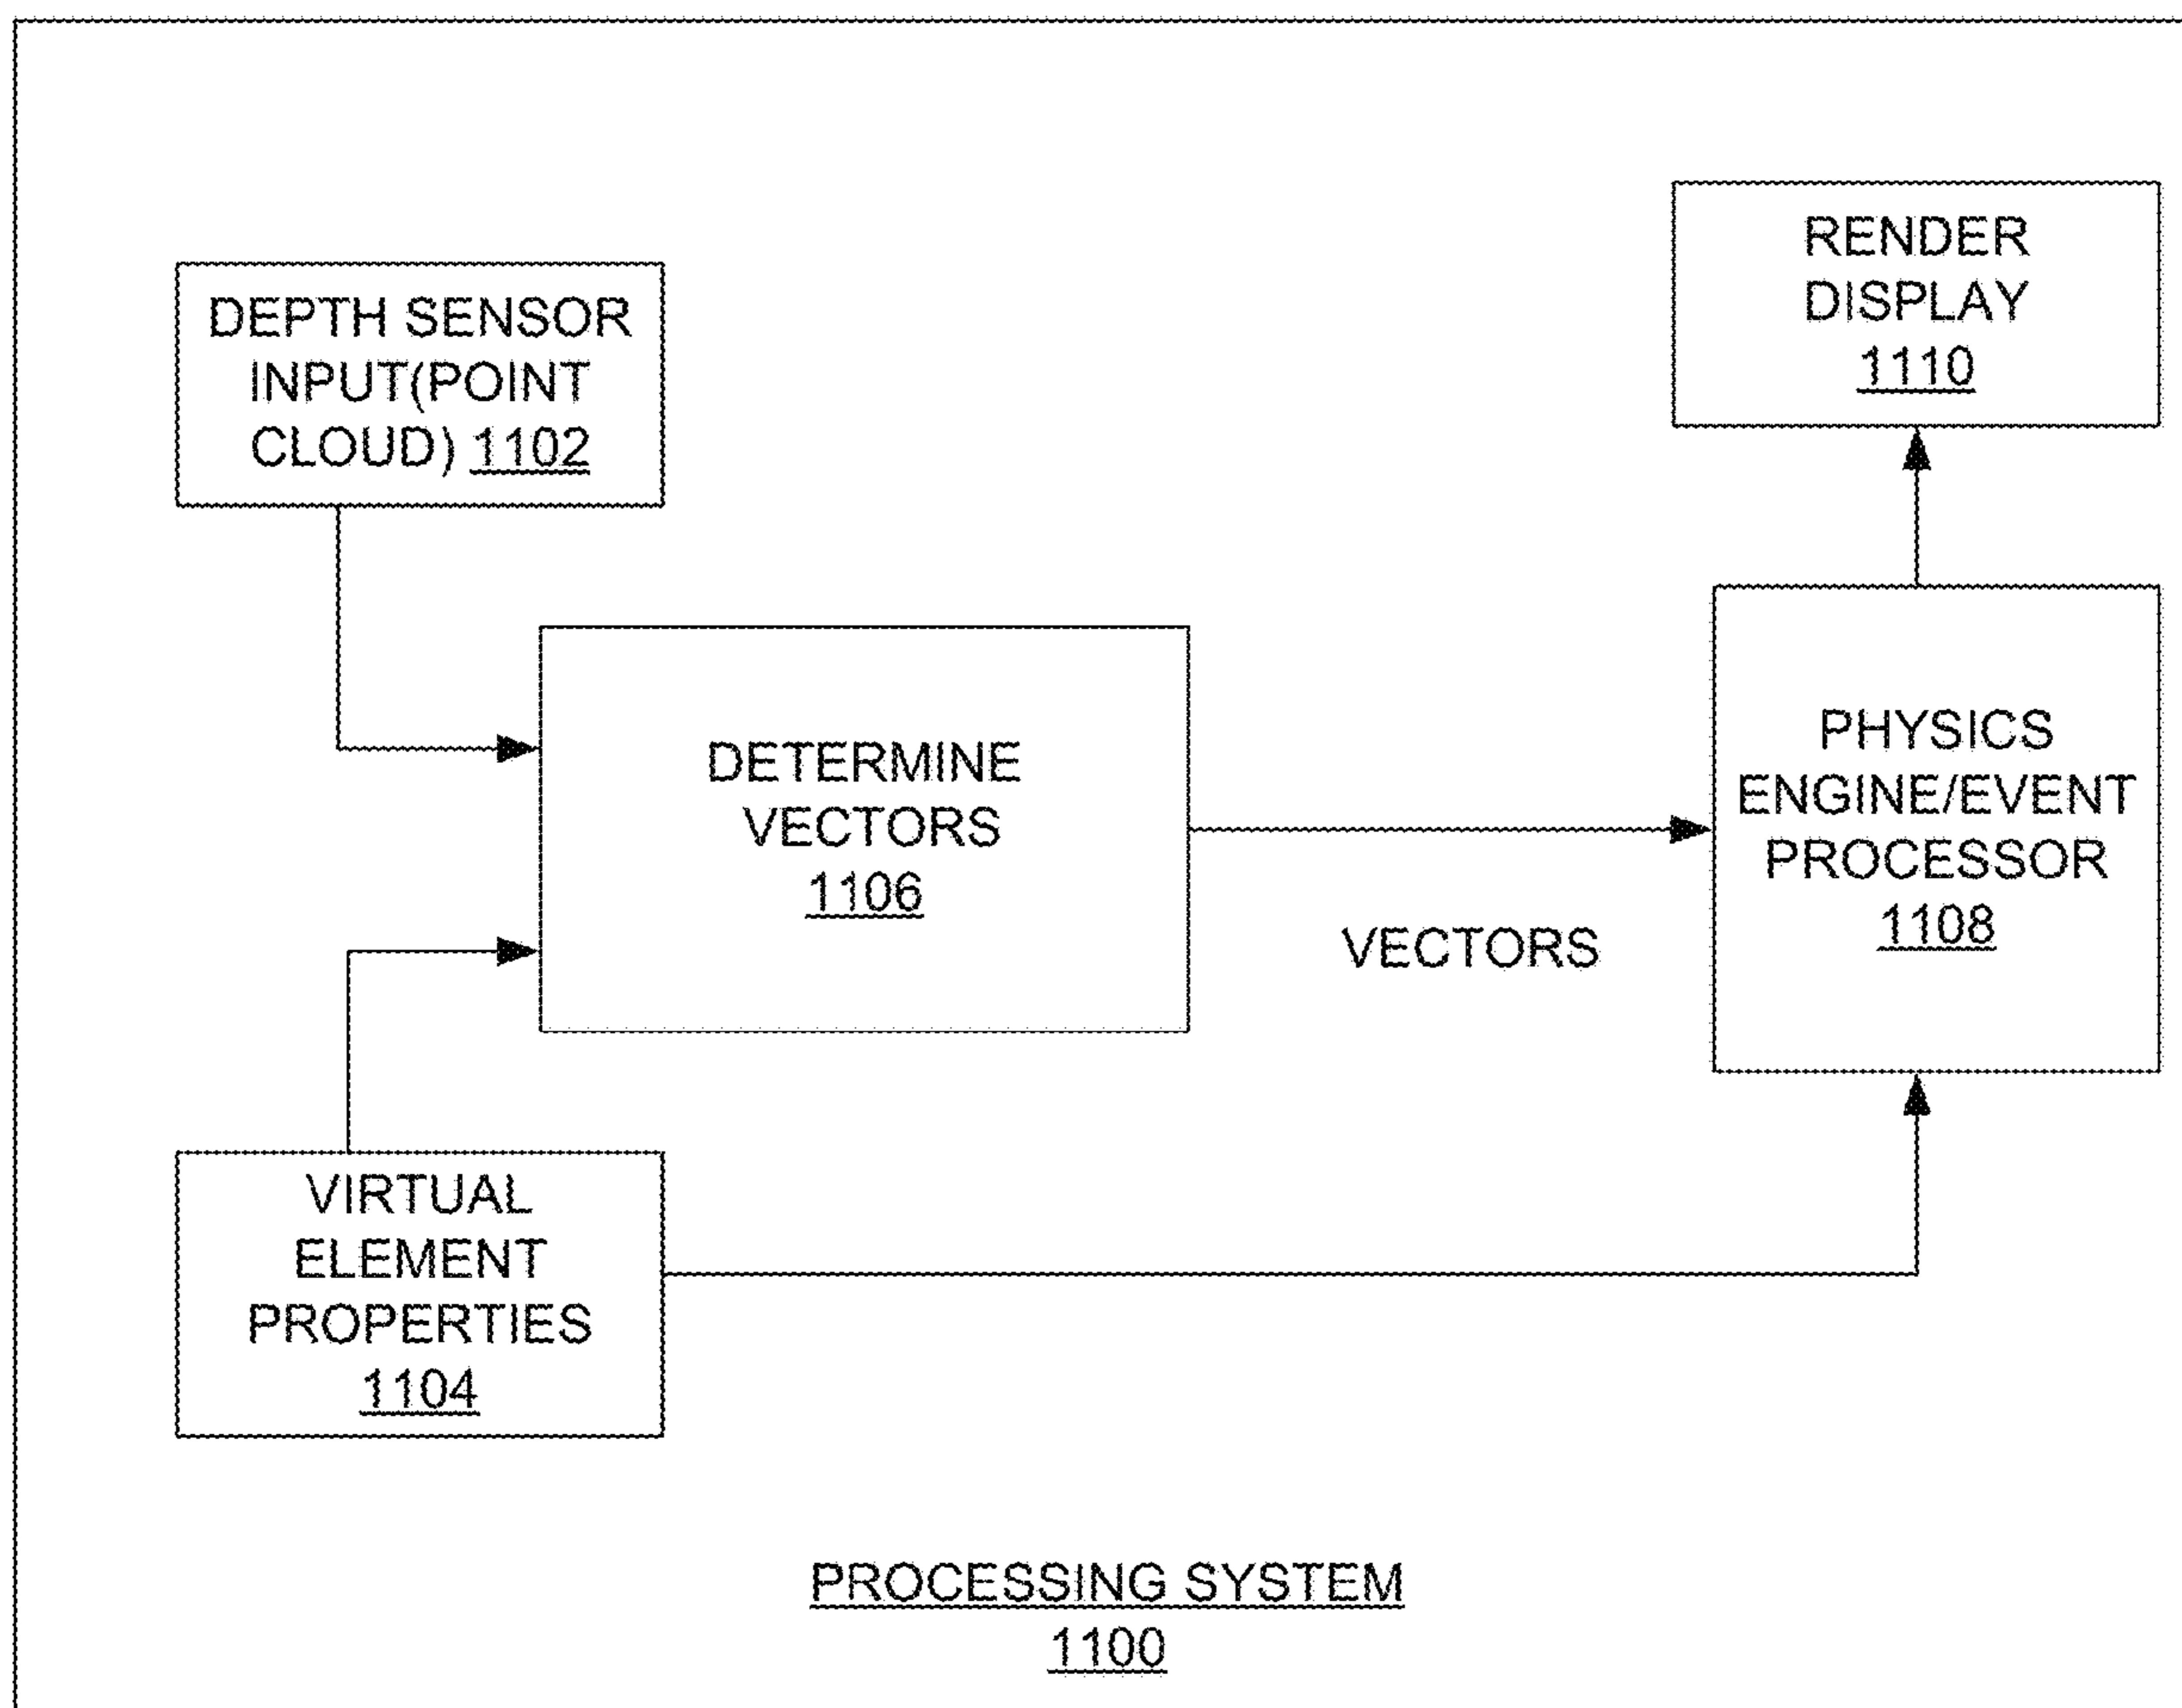 DEPTH SENSOR
INPUT(POINT
CLOUD) 1102
RENDER
DISPLAY
1110
DETERMINE
VECTORS
1106
VECTORS
PHYSICS
ENGINE/EVENT
PROCESSOR
1108
VIRTUAL
ELEMENT
PROPERTIES
1104
PROCESSING SYSTEM
1100